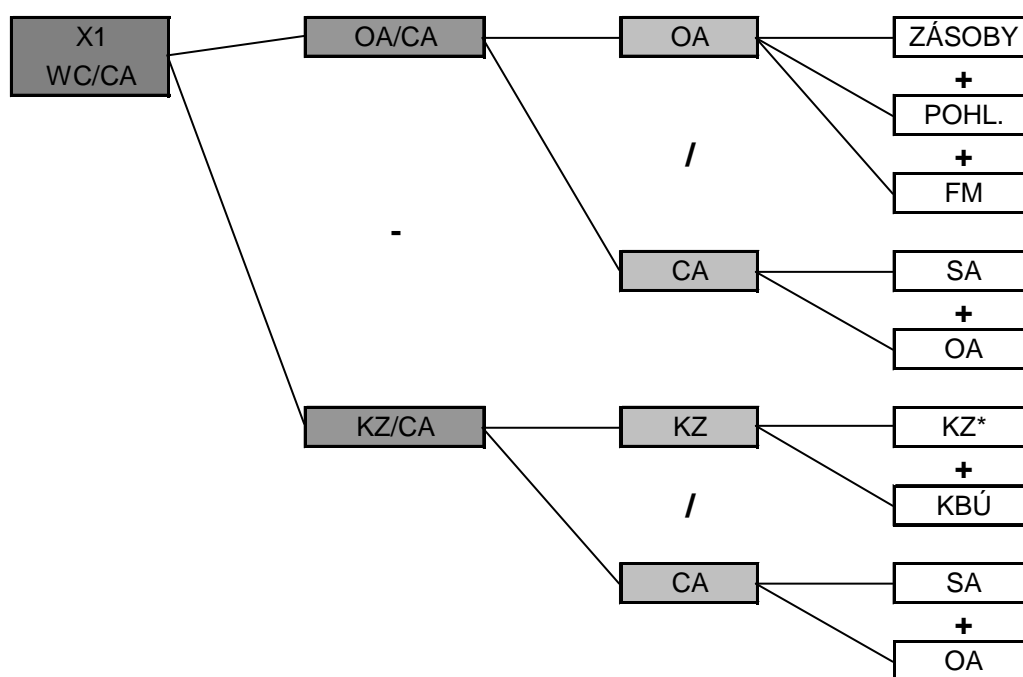 X1
WC/CA
OA/CA
OA
ZÁSOBY
+
POHL.
/
+
FM
-
CA
SA
+
OA
KZ/CA
KZ
KZ*
+
/
KBÚ
CA
SA
+
OA